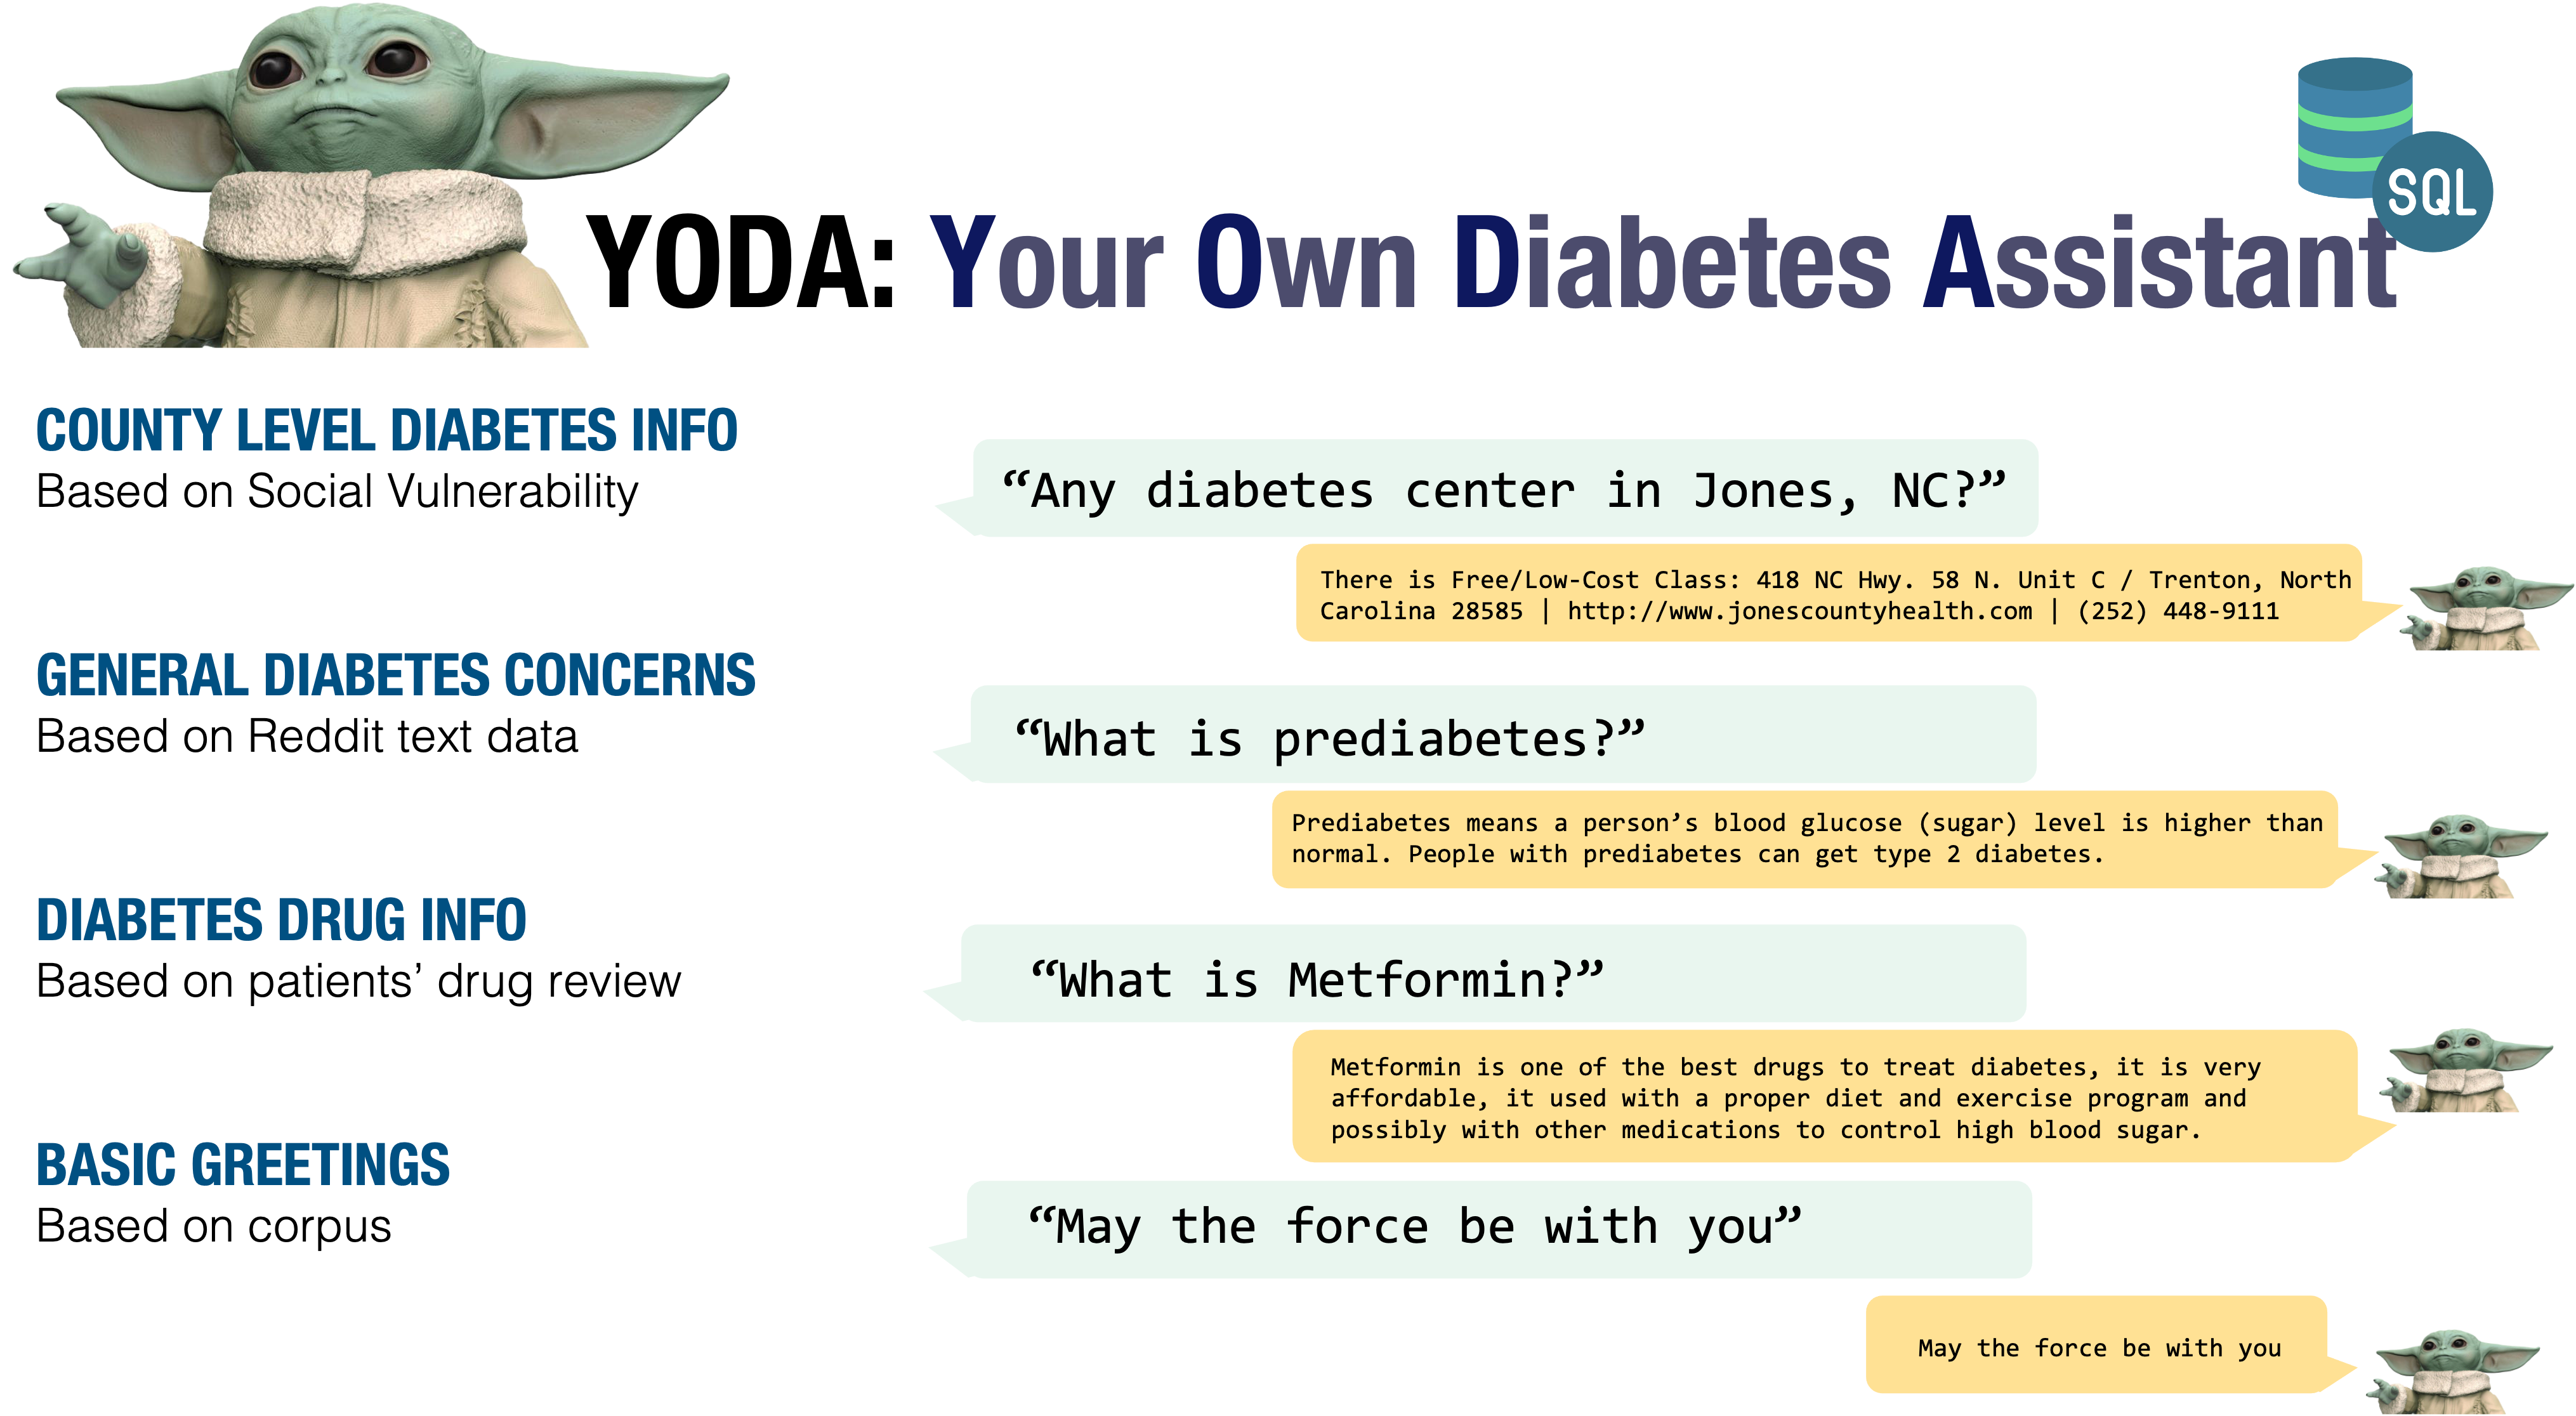 SQL
YODA: Your Own Diabetes Assistant
COUNTY LEVEL DIABETES INFO
Based on Social Vulnerability
“Any diabetes center in Jones, NC?”
There is Free/Low-Cost Class: 418 NC Hwy. 58 N. Unit C / Trenton, North
Carolina 28585 | http://www.jonescountyhealth.com | (252) 448-9111
GENERAL DIABETES CONCERNS
Based on Reddit text data
“What is prediabetes?”
Prediabetes means a person’s blood glucose (sugar) level is higher than
normal. People with prediabetes can get type 2 diabetes.
DIABETES DRUG INFO
Based on patients’ drug review
“What is Metformin?”
Metformin is one of the best drugs to treat diabetes, it is very
affordable, it used with a proper diet and exercise program and
possibly with other medications to control high blood sugar.
BASIC GREETINGS
Based on corpus
“May the force be with you”
May the force be with you